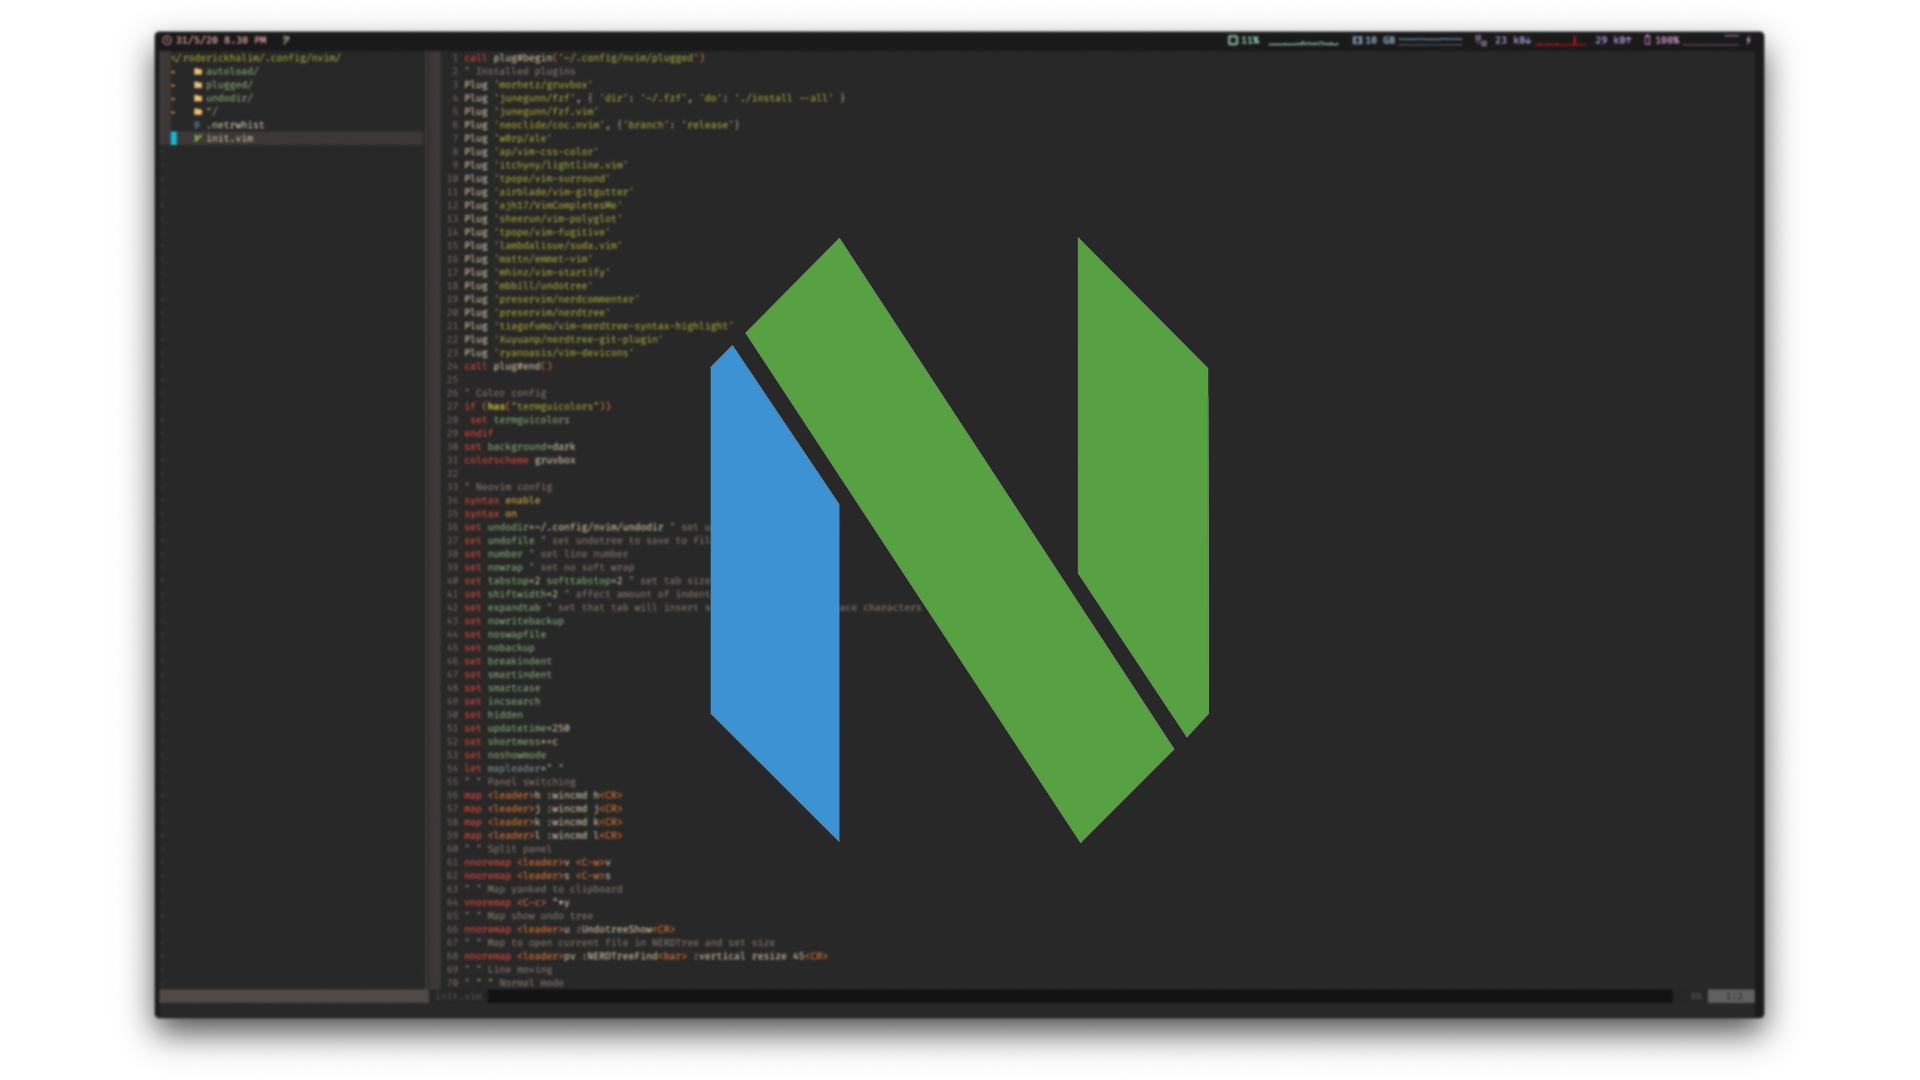 31/5/20 8.30 PM
11%
10 GB
23 kB↓
29 kB↑
100%
</roderickhalim/.config/nvim/
autoload/
plugged/
undodir/
"/
.netrwhist
init.vim
1 call plug#begin('~/.config/nvim/plugged')
2 " Installed plugins
3 Plug 'morhetz/gruvbox'
4 Plug 'junegunn/fzf', { 'dir': '~/.fzf', 'do': './install --all' }
5 Plug 'junegunn/fzf.vim'
6 Plug 'neoclide/coc.nvim', {'branch': 'release'}
7 Plug 'w0rp/ale'
8 Plug 'ap/vim-css-color'
9 Plug 'itchyny/lightline.vim'
10 Plug 'tpope/vim-surround'
11 Plug 'airblade/vim-gitgutter'
12 Plug 'ajh17/VimCompletesMe'
13 Plug 'sheerun/vim-polyglot'
14 Plug 'tpope/vim-fugitive'
15 Plug 'lambdalisue/suda.vim'
16 Plug 'mattn/emmet-vim'
17 Plug 'mhinz/vim-startify'
18 Plug 'mbbill/undotree'
19 Plug 'preservim/nerdcommenter'
20 Plug 'preservim/nerdtree'
21 Plug 'tiagofumo/vim-nerdtree-syntax-highlight'
22 Plug 'Xuyuanp/nerdtree-git-plugin'
23 Plug 'ryanoasis/vim-devicons'
24 call plug#end()
25
26 " Color config
27 if (has("termguicolors"))
28 set termguicolors
29 endif
30 set background=dark
31 colorscheme gruvbox
32
33 " Neovim config
34 syntax enable
35 syntax on
36 set undodir=~/.config/nvim/undodir " set u
37 set undofile " set undotree to save to fil
38 set number " set line number
39 set nowrap " set no soft wrap
40 set tabstop=2 softtabstop=2 " set tab size
41 set shiftwidth=2 " affect amount of indent
42 set expandtab " set that tab will insert s ace characters
43 set nowritebackup
44 set noswapfile
45 set nobackup
46 set breakindent
47 set smartindent
48 set smartcase
49 set incsearch
50 set hidden
51 set updatetime=250
52 set shortmess+=c
53 set noshowmode
54 let mapleader=" "
55 " " Panel switching
56 map <leader>h :wincmd h<CR>
57 map <leader>j :wincmd j<CR>
58 map <leader>k :wincmd k<CR>
59 map <leader>l :wincmd l<CR>
60 " " Split panel
61 nnoremap <leader>v <C-w>v
62 nnoremap <leader>s <C-w>s
63 " " Map yanked to clipboard
64 vnoremap <C-c> "*y
65 " " Map show undo tree
66 nnoremap <leader>u :UndotreeShow<CR>
67 " " Map to open current file in NERDTree and set size
68 nnoremap <leader>pv :NERDTreeFind<bar> :vertical resize 45<CR>
69 " " Line moving
70 " " " Normal mode
init.vim
0% 1:2